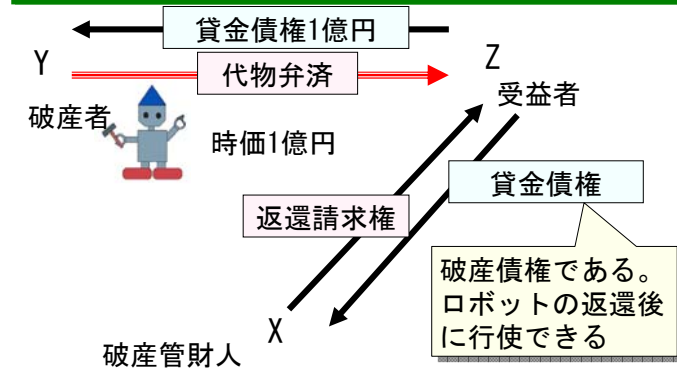 貸金債権1億円
Y
Z
代物弁済
破産者
受益者
時価1億円
貸金債権
返還請求権
破産債権である。
ロボットの返還後
に行使できる
X
破産管財人